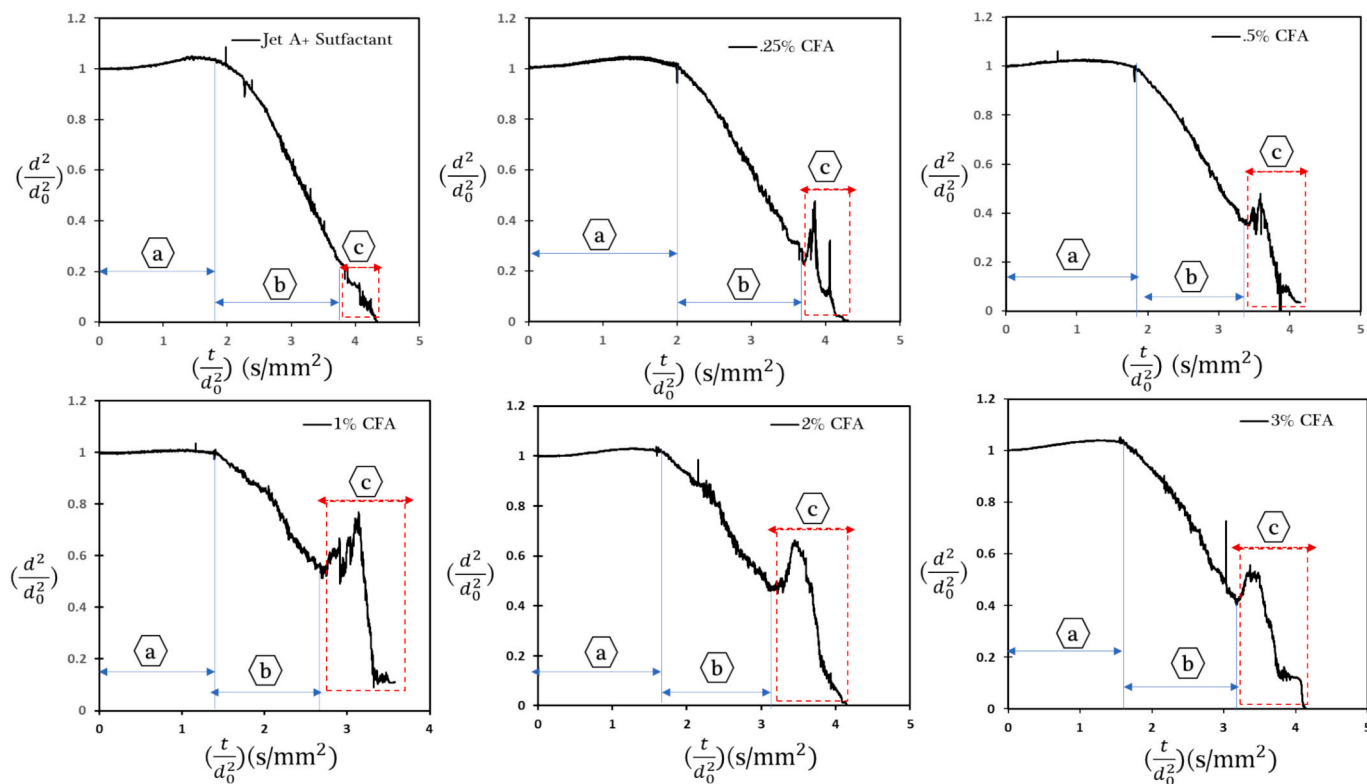 Jet A+ Sutfactant
1.2
1
0.8
0.6
0.4
0.2
0
(d²/d₀²)
a
b
c
0 1 2 3 4 5
(t/d₀²) (s/mm²)
.25% CFA
1.2
1
0.8
0.6
0.4
0.2
0
(d²/d₀²)
a
b
c
0 1 2 3 4 5
(t/d₀²) (s/mm²)
.5% CFA
1.2
1
0.8
0.6
0.4
0.2
0
(d²/d₀²)
a
b
c
0 1 2 3 4 5
(t/d₀²) (s/mm²)
1% CFA
1.2
1
0.8
0.6
0.4
0.2
0
(d²/d₀²)
a
b
c
0 1 2 3 4
(t/d₀²)(s/mm²)
2% CFA
1.2
1
0.8
0.6
0.4
0.2
0
(d²/d₀²)
a
b
c
0 1 2 3 4 5
(t/d₀²)(s/mm²)
3% CFA
1.2
1
0.8
0.6
0.4
0.2
0
(d²/d₀²)
a
b
c
0 1 2 3 4 5
(t/d₀²)(s/mm²)